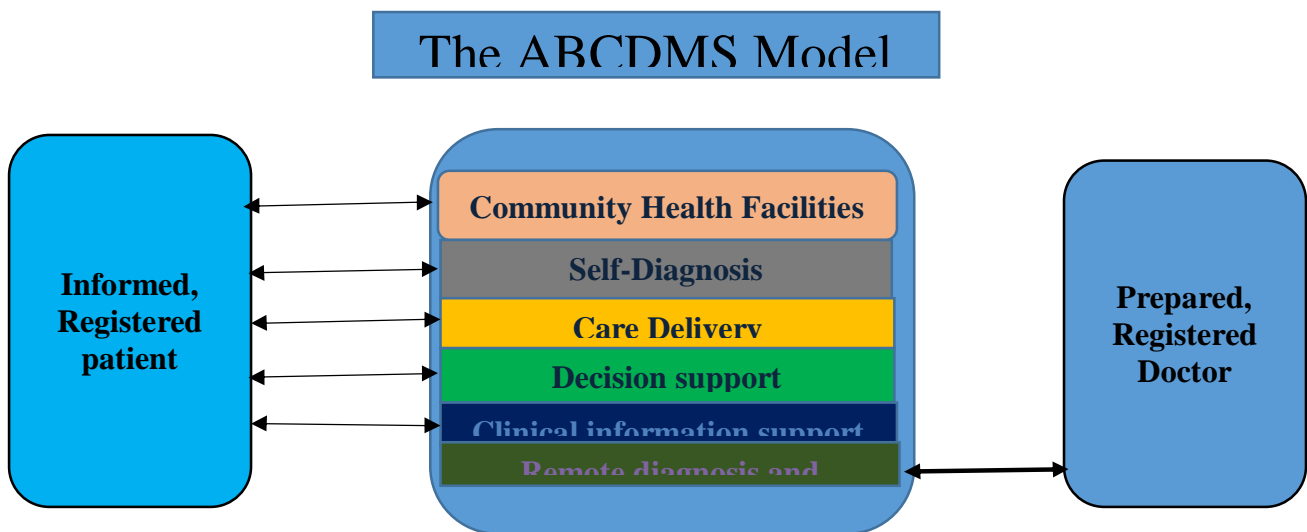 The ABCDMS Model
Community Health Facilities
Self-Diagnosis
Care Delivery
Decision support
Clinical information support
Remote diagnosis and
Informed,
Registered
patient
Prepared,
Registered
Doctor